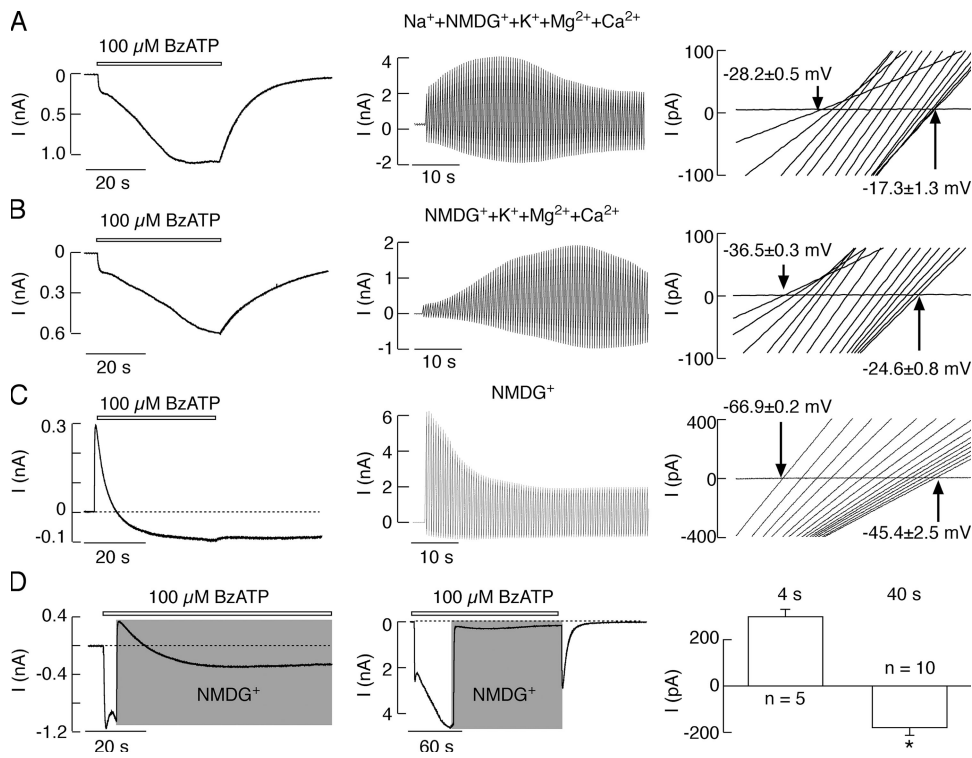 A
Na⁺+NMDG⁺+K⁺+Mg²⁺+Ca²⁺
100 µM BzATP
I (nA)
0
0.5
1.0
20 s
I (nA)
4
2
0
-2
10 s
I (pA)
100
0
-100
-28.2±0.5 mV
-17.3±1.3 mV
B
NMDG⁺+K⁺+Mg²⁺+Ca²⁺
100 µM BzATP
I (nA)
0
0.3
0.6
20 s
I (nA)
2
1
0
-1
10 s
I (pA)
100
0
-100
-36.5±0.3 mV
-24.6±0.8 mV
C
NMDG⁺
100 µM BzATP
I (nA)
0.3
0
-0.1
20 s
I (nA)
6
4
2
0
10 s
I (pA)
400
0
-400
-66.9±0.2 mV
-45.4±2.5 mV
D
100 µM BzATP
I (nA)
0.4
-0.4
-1.2
NMDG⁺
20 s
100 µM BzATP
I (nA)
0
2
4
NMDG⁺
60 s
4 s
40 s
I (pA)
200
0
-200
n = 5
n = 10
*